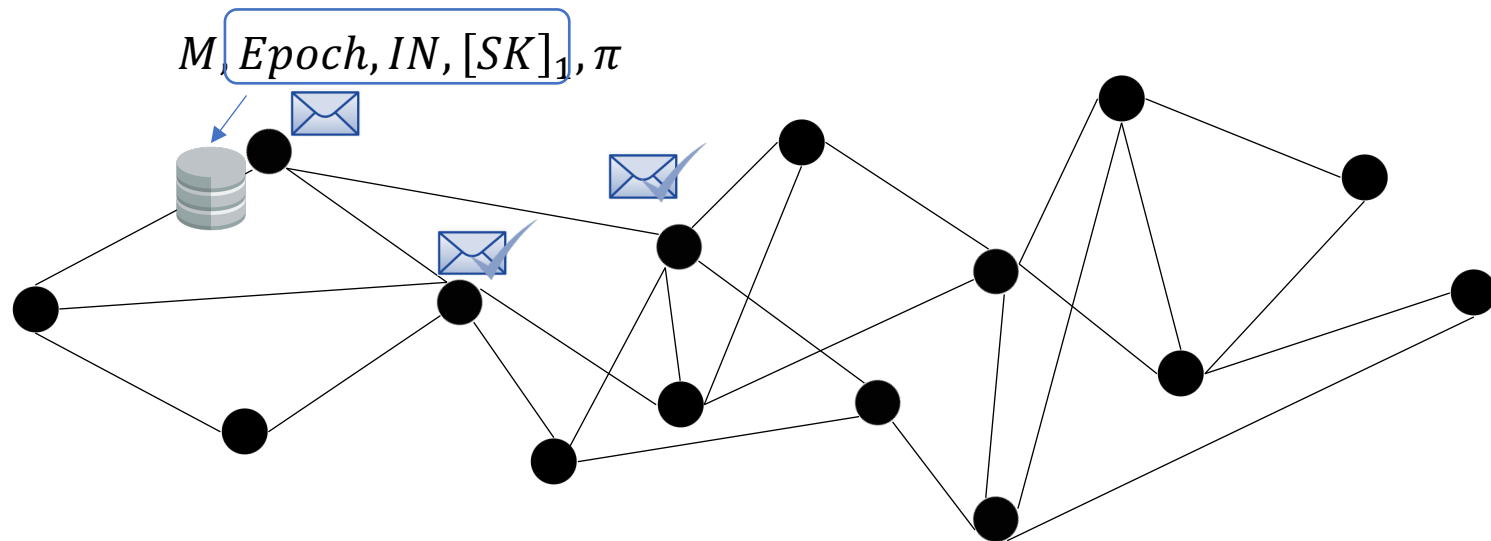 M, Epoch, IN, [SK]₁, π